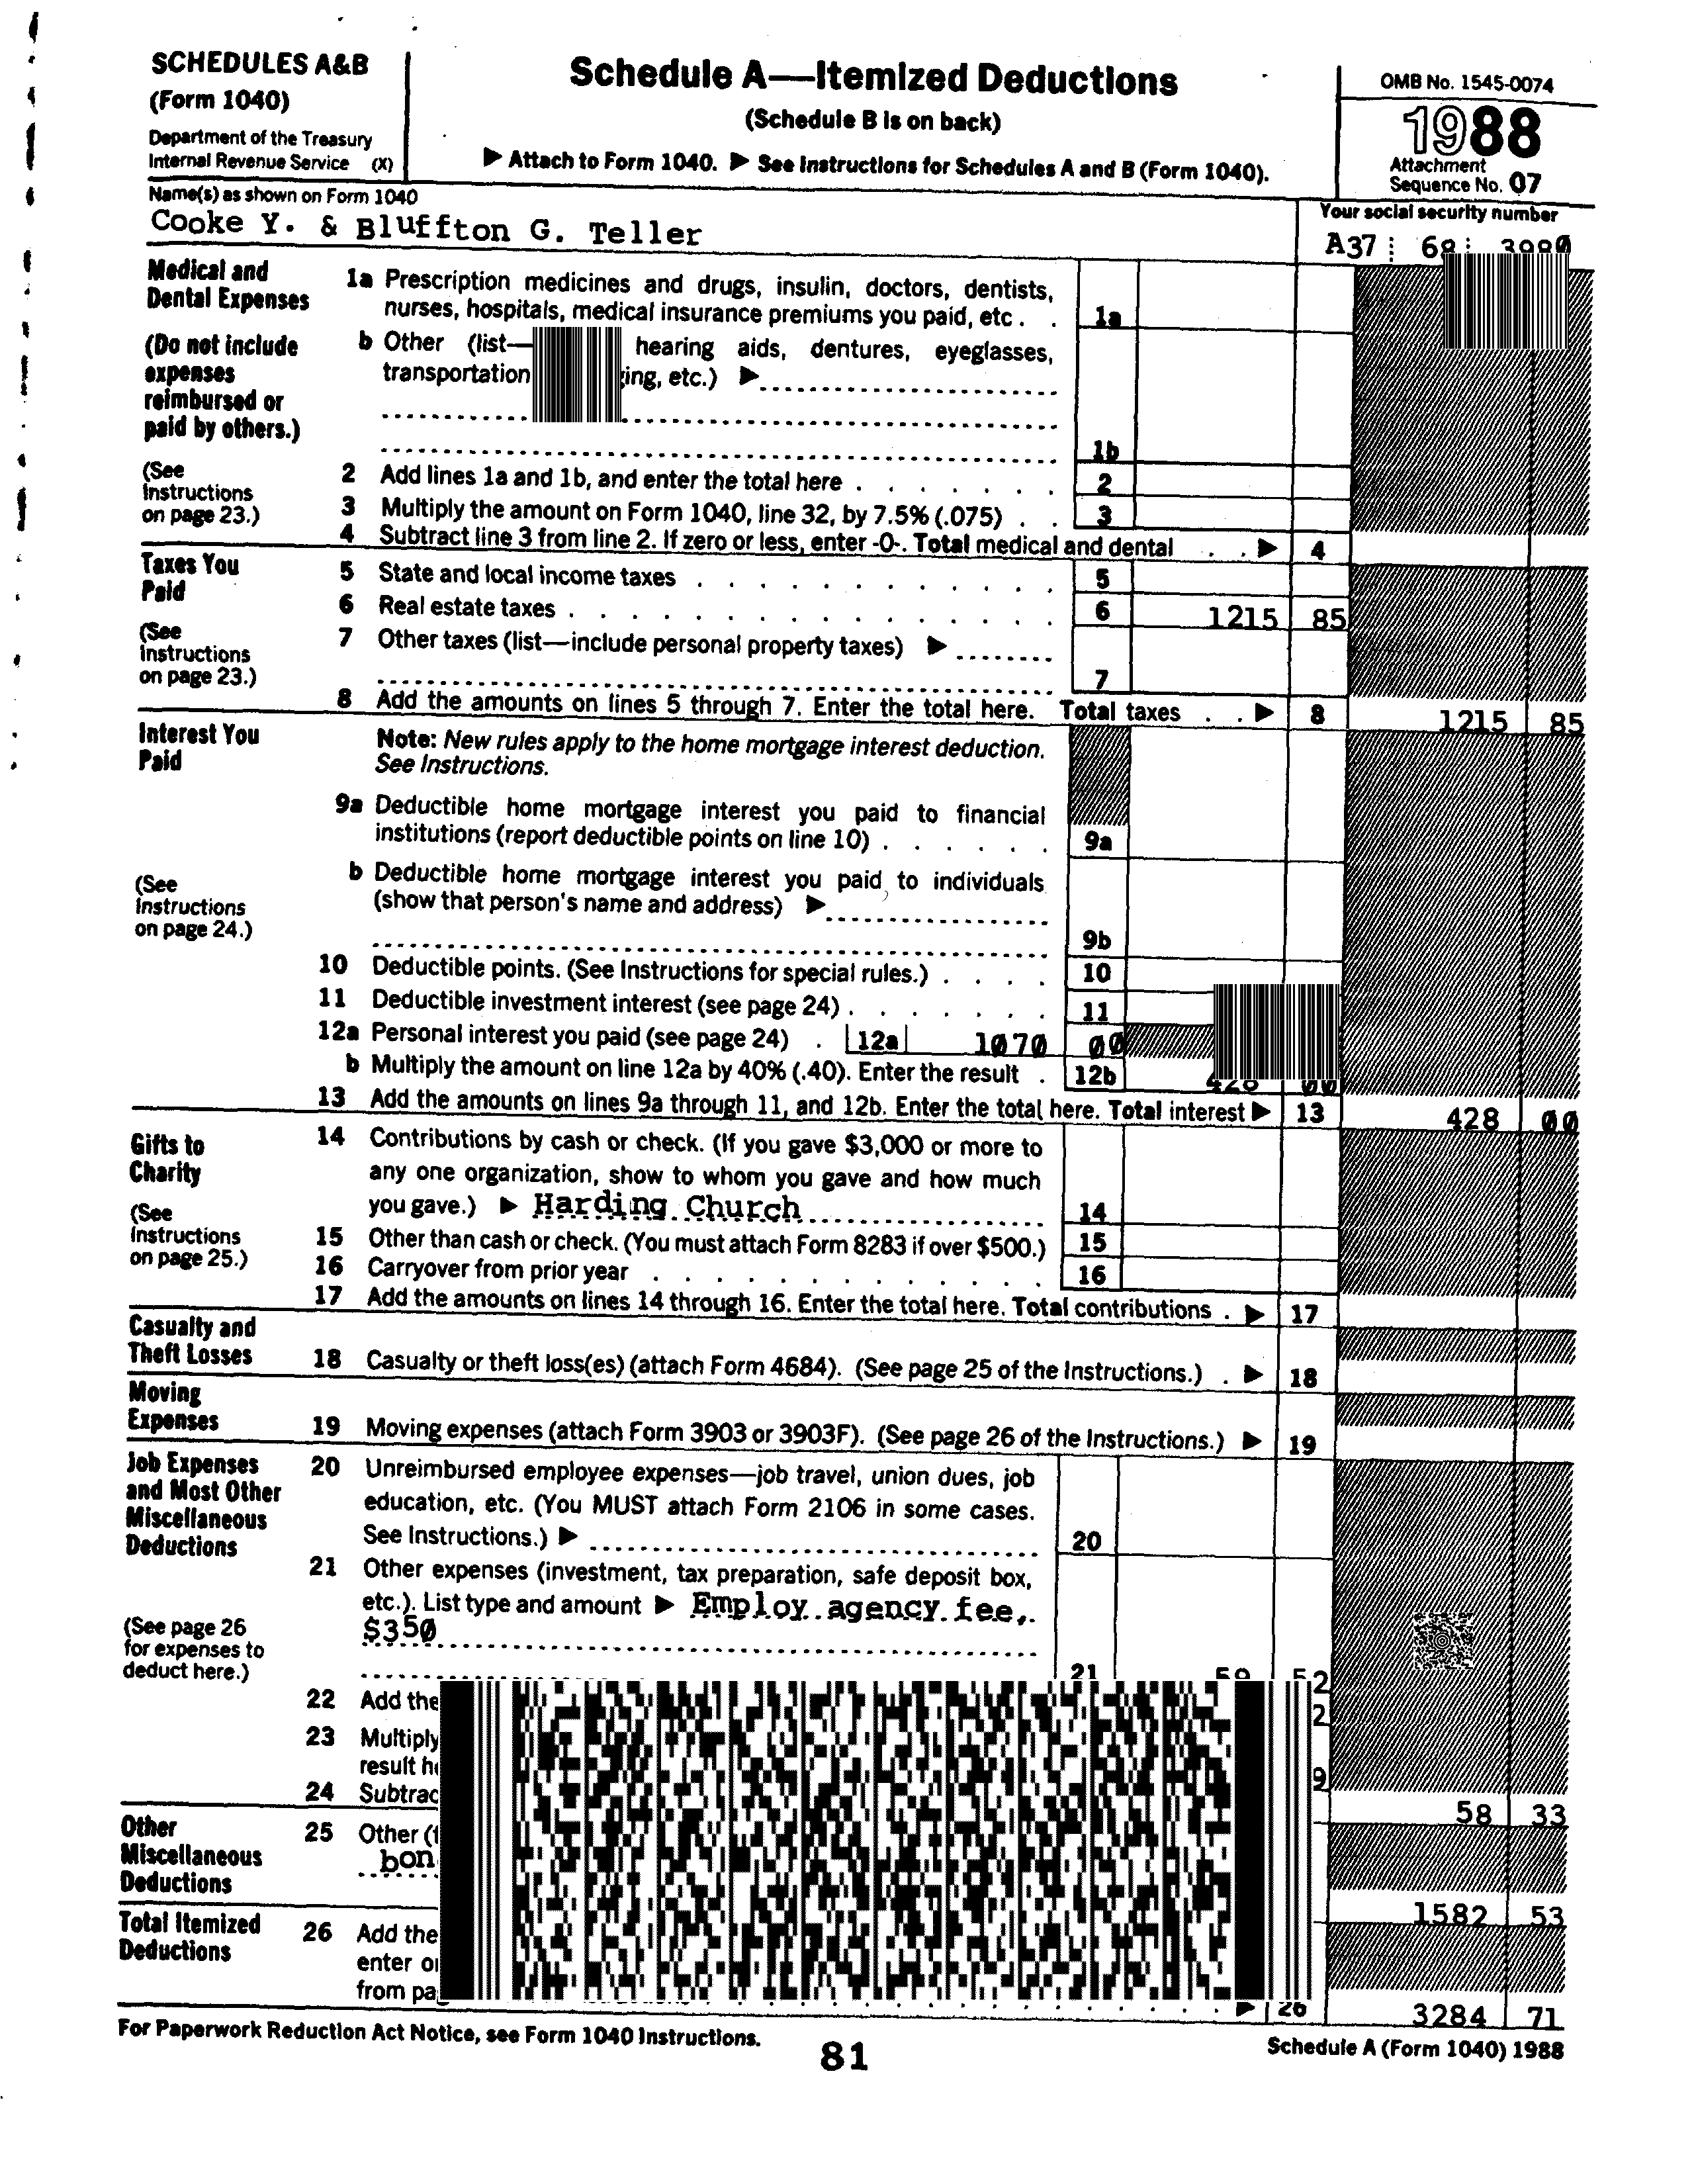 SCHEDULES A&B
(Form 1040)
Department of the Treasury
Internal Revenue Service (X)
Schedule A—Itemized Deductions
(Schedule B is on back)
▶ Attach to Form 1040. ▶ See Instructions for Schedules A and B (Form 1040).
OMB No. 1545-0074
1988
Attachment
Sequence No. 07
Name(s) as shown on Form 1040
Cooke Y. & Bluffton G. Teller
Your social security number
A37 68
Medical and
Dental Expenses
(Do not include
expenses
reimbursed or
paid by others.)
(See
Instructions
on page 23.)
1a Prescription medicines and drugs, insulin, doctors, dentists,
nurses, hospitals, medical insurance premiums you paid, etc . . 1a
b Other (list— hearing aids, dentures, eyeglasses,
transportation etc.) ▶
1b
2 Add lines 1a and 1b, and enter the total here . . . . . . . 2
3 Multiply the amount on Form 1040, line 32, by 7.5% (.075) . . 3
4 Subtract line 3 from line 2. If zero or less, enter -0-. Total medical and dental . . ▶ 4
Taxes You
Paid
(See
Instructions
on page 23.)
5 State and local income taxes . . . . . . . . . . . . 5
6 Real estate taxes . . . . . . . . . . . . . . . . 6 1215 85
7 Other taxes (list—include personal property taxes) ▶
7
8 Add the amounts on lines 5 through 7. Enter the total here. Total taxes . . ▶ 8 1215 85
Interest You
Paid
(See
Instructions
on page 24.)
Note: New rules apply to the home mortgage interest deduction.
See Instructions.
9a Deductible home mortgage interest you paid to financial
institutions (report deductible points on line 10) . . . . . . 9a
b Deductible home mortgage interest you paid to individuals
(show that person's name and address) ▶
9b
10 Deductible points. (See Instructions for special rules.) . . . . 10
11 Deductible investment interest (see page 24) . . . . . . . 11
12a Personal interest you paid (see page 24) . 12a 1070 00
b Multiply the amount on line 12a by 40% (.40). Enter the result . 12b
13 Add the amounts on lines 9a through 11, and 12b. Enter the total here. Total interest ▶ 13 428 00
Gifts to
Charity
(See
Instructions
on page 25.)
14 Contributions by cash or check. (If you gave $3,000 or more to
any one organization, show to whom you gave and how much
you gave.) ▶ Harding Church 14
15 Other than cash or check. (You must attach Form 8283 if over $500.) 15
16 Carryover from prior year . . . . . . . . . . . . . 16
17 Add the amounts on lines 14 through 16. Enter the total here. Total contributions . ▶ 17
Casualty and
Theft Losses
18 Casualty or theft loss(es) (attach Form 4684). (See page 25 of the Instructions.) . ▶ 18
Moving
Expenses
19 Moving expenses (attach Form 3903 or 3903F). (See page 26 of the Instructions.) ▶ 19
Job Expenses
and Most Other
Miscellaneous
Deductions
(See page 26
for expenses to
deduct here.)
20 Unreimbursed employee expenses—job travel, union dues, job
education, etc. (You MUST attach Form 2106 in some cases.
See Instructions.) ▶ 20
21 Other expenses (investment, tax preparation, safe deposit box,
etc.). List type and amount ▶ Employ agency fee,
$350
21
22 Add the
23 Multiply
result
24
58 33
Other
Miscellaneous
Deductions
25 Other
1582 53
Total Itemized
Deductions
26 Add the
enter
from
26 3284 71
For Paperwork Reduction Act Notice, see Form 1040 Instructions.
81
Schedule A (Form 1040) 1988